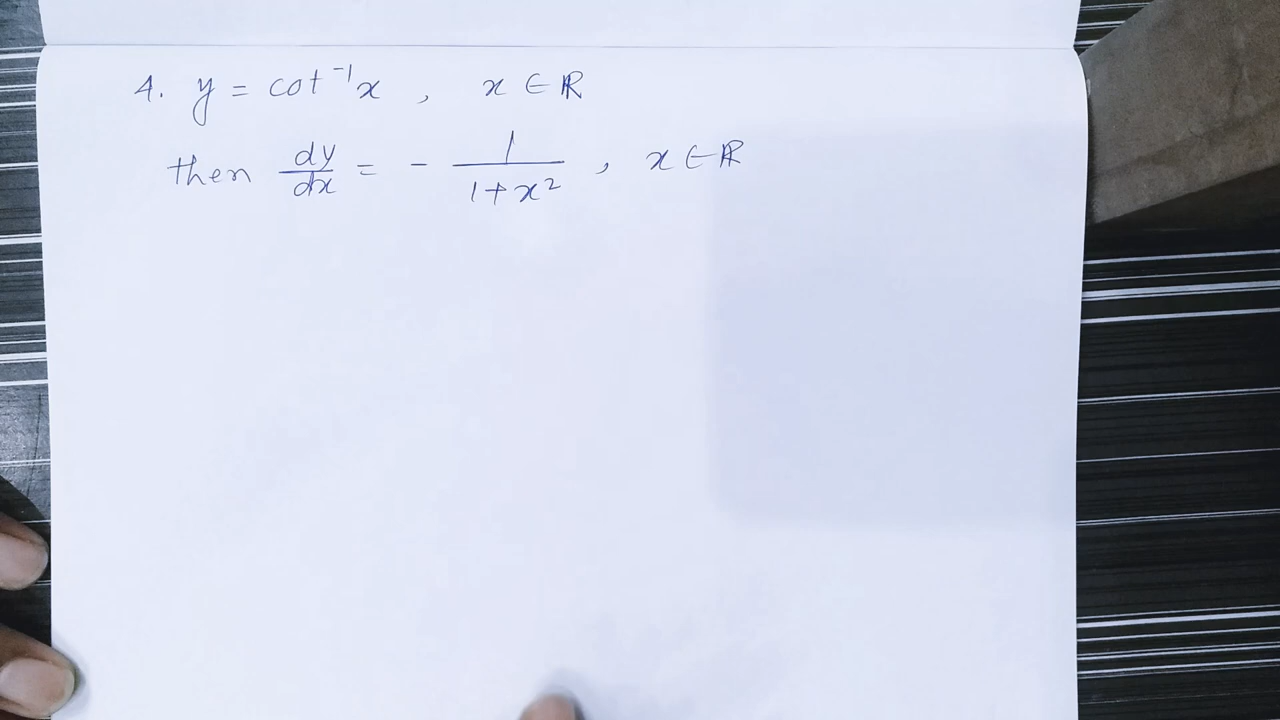 4. y = cot⁻¹x , x ∈ ℝ
then dy/dx = - 1/(1+x²) , x ∈ ℝ